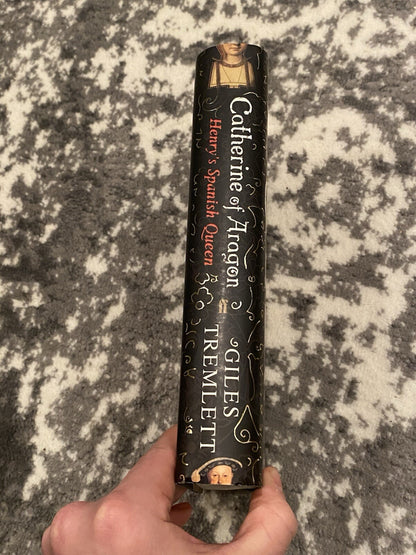 Catherine of Aragon
Henry's Spanish Queen
GILES
TREMLETT